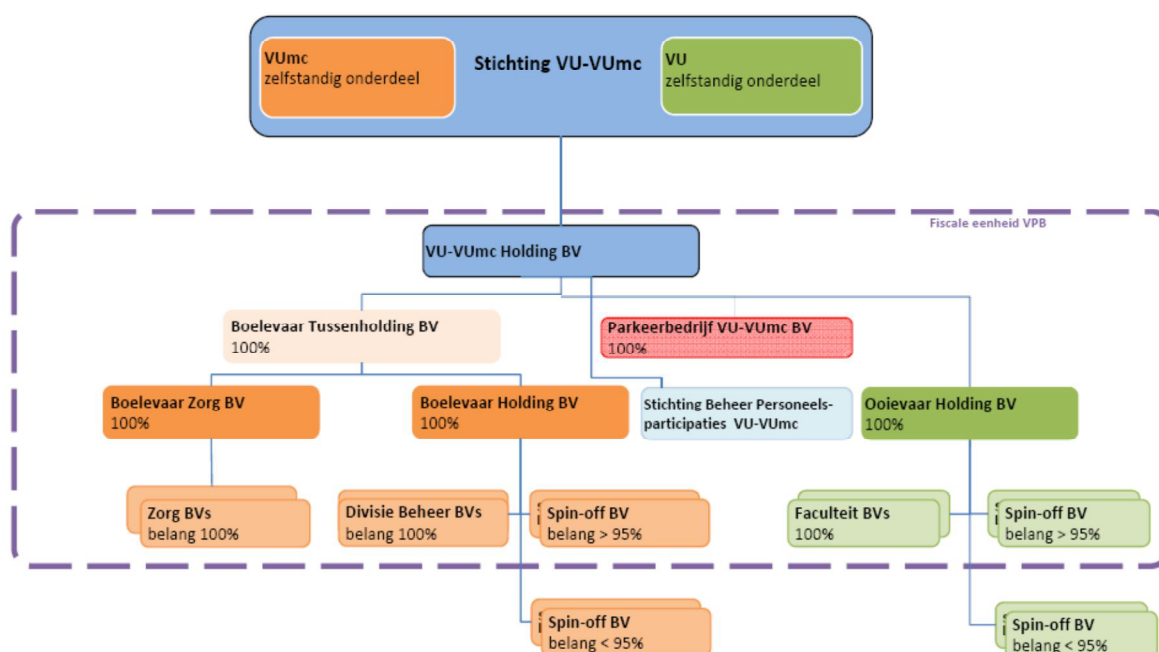 VUmc
zelfstandig onderdeel
Stichting VU-VUmc
VU
zelfstandig onderdeel
Fiscale eenheid VPB
VU-VUmc Holding BV
Boelevaar Tussenholding BV
100%
Parkeerbedrijf VU-VUmc BV
100%
Boelevaar Zorg BV
100%
Boelevaar Holding BV
100%
Stichting Beheer Personeels-
participaties VU-VUmc
Ooievaar Holding BV
100%
Zorg BVs
belang 100%
Divisie Beheer BVs
belang 100%
Spin-off BV
belang > 95%
Faculteit BVs
100%
Spin-off BV
belang > 95%
Spin-off BV
belang < 95%
Spin-off BV
belang < 95%